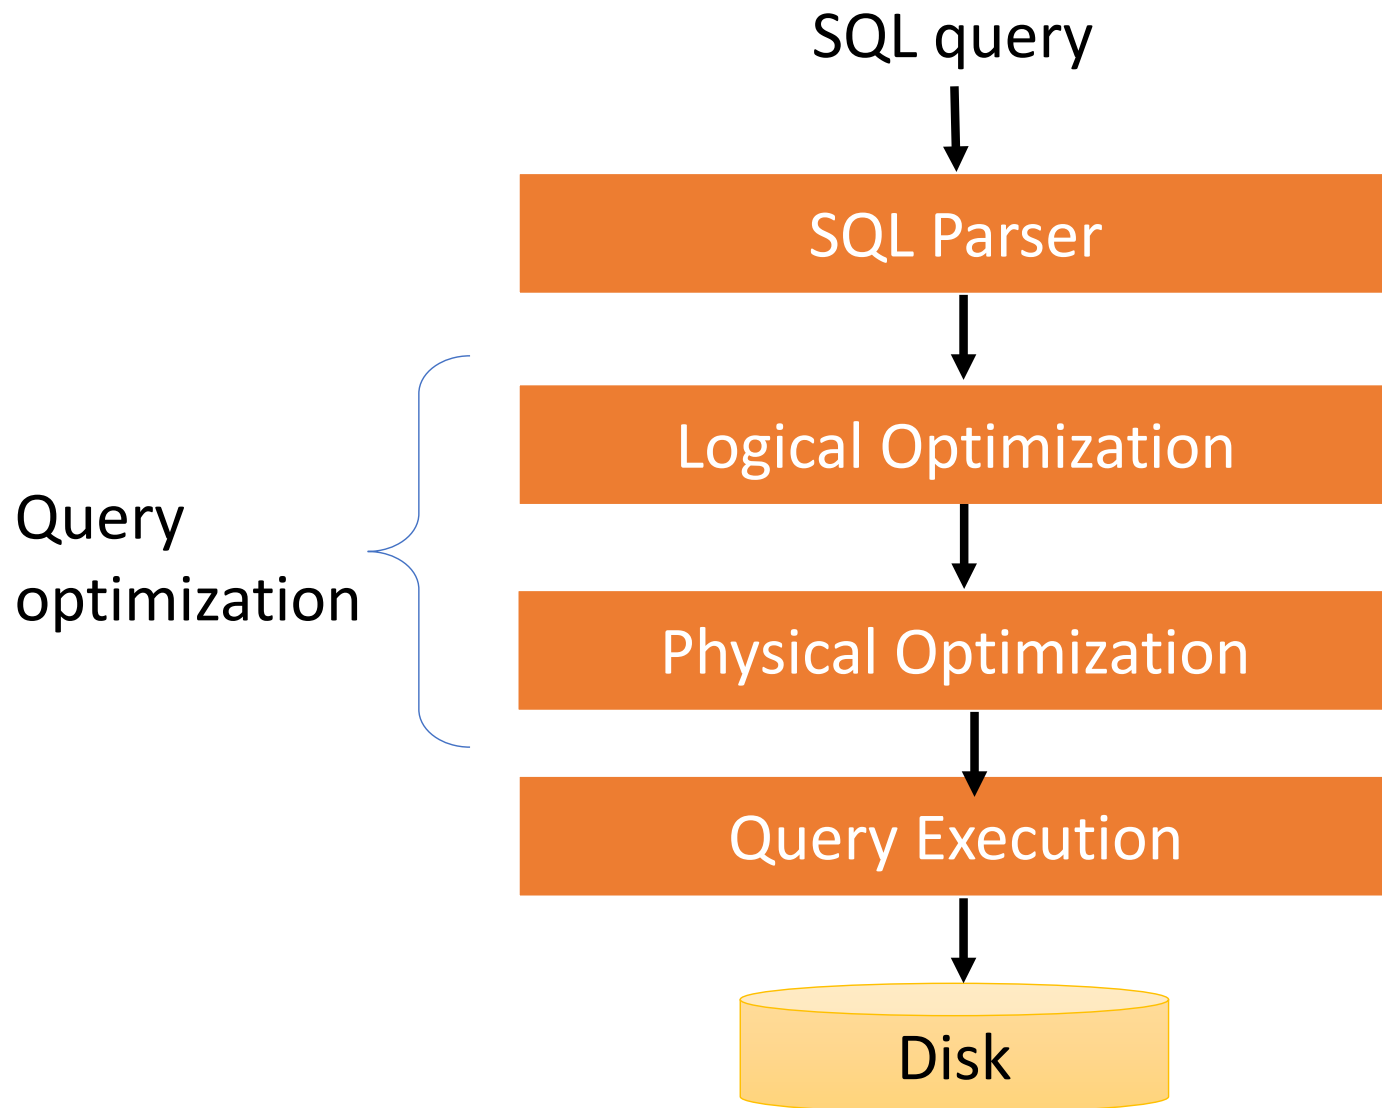 SQL query
SQL Parser
Logical Optimization
Query
optimization
Physical Optimization
Query Execution
Disk